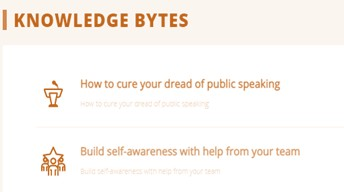 KNOWLEDGE BYTES
How to cure your dread of public speaking
How to cure your dread of public speaking
Build self-awareness with help from your team
Build self-awareness with help from your team